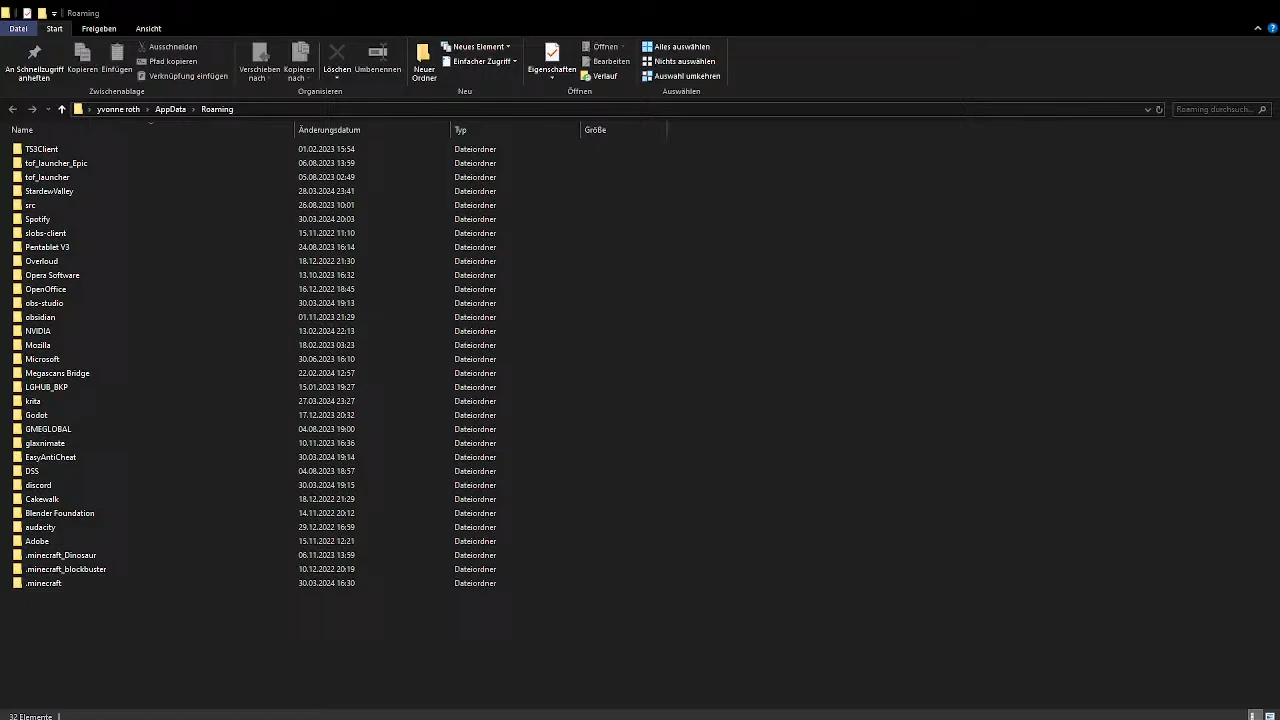 Roaming
Datei Start Freigeben Ansicht
An Schnellzugriff anheften
Kopieren
Einfügen
Ausschneiden
Pfad kopieren
Verknüpfung einfügen
Zwischenablage
Verschieben nach
Kopieren nach
Löschen
Umbenennen
Organisieren
Neuer Ordner
Neues Element
Einfacher Zugriff
Neu
Eigenschaften
Öffnen
Bearbeiten
Verlauf
Öffnen
Alles auswählen
Nichts auswählen
Auswahl umkehren
Auswählen
yvonne roth › AppData › Roaming
Roaming durchsuch...
Name Änderungsdatum Typ Größe
TS3Client 01.02.2023 15:54 Dateiordner
tof_launcher_Epic 06.08.2023 13:59 Dateiordner
tof_launcher 05.08.2023 02:49 Dateiordner
StardewValley 28.03.2024 23:41 Dateiordner
src 26.08.2023 10:01 Dateiordner
Spotify 30.03.2024 20:03 Dateiordner
slobs-client 15.11.2022 11:10 Dateiordner
Pentablet V3 24.08.2023 16:14 Dateiordner
Overloud 18.12.2022 21:30 Dateiordner
Opera Software 13.10.2023 16:32 Dateiordner
OpenOffice 16.12.2022 18:45 Dateiordner
obs-studio 30.03.2024 19:13 Dateiordner
obsidian 01.11.2023 21:29 Dateiordner
NVIDIA 13.02.2024 22:13 Dateiordner
Mozilla 18.02.2023 03:23 Dateiordner
Microsoft 30.06.2023 16:10 Dateiordner
Megascans Bridge 22.02.2024 12:57 Dateiordner
LGHUB_BKP 15.01.2023 19:27 Dateiordner
krita 27.03.2024 23:27 Dateiordner
Godot 17.12.2023 20:32 Dateiordner
GMEGLOBAL 04.08.2023 19:00 Dateiordner
glaxnimate 10.11.2023 16:36 Dateiordner
EasyAntiCheat 30.03.2024 19:14 Dateiordner
DSS 04.08.2023 18:57 Dateiordner
discord 30.03.2024 19:15 Dateiordner
Cakewalk 18.12.2022 21:29 Dateiordner
Blender Foundation 14.11.2022 20:12 Dateiordner
audacity 29.12.2022 16:59 Dateiordner
Adobe 15.11.2022 12:21 Dateiordner
.minecraft_Dinosaur 06.11.2023 13:59 Dateiordner
.minecraft_blockbuster 10.12.2022 20:19 Dateiordner
.minecraft 30.03.2024 16:30 Dateiordner
32 Elemente